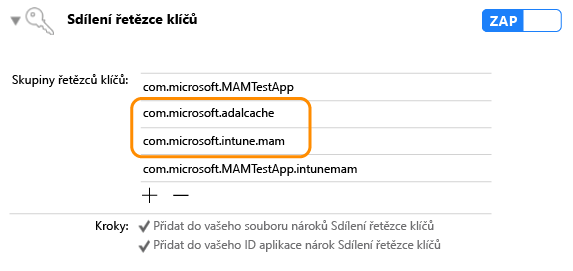 Sdílení řetězce klíčů
ZAP
Skupiny řetězců klíčů:
com.microsoft.MAMTestApp
com.microsoft.adalcache
com.microsoft.intune.mam
com.microsoft.MAMTestApp.intunemam
Kroky: ✔ Přidat do vašeho souboru nároků Sdílení řetězce klíčů
✔ Přidat do vašeho ID aplikace nárok Sdílení řetězce klíčů